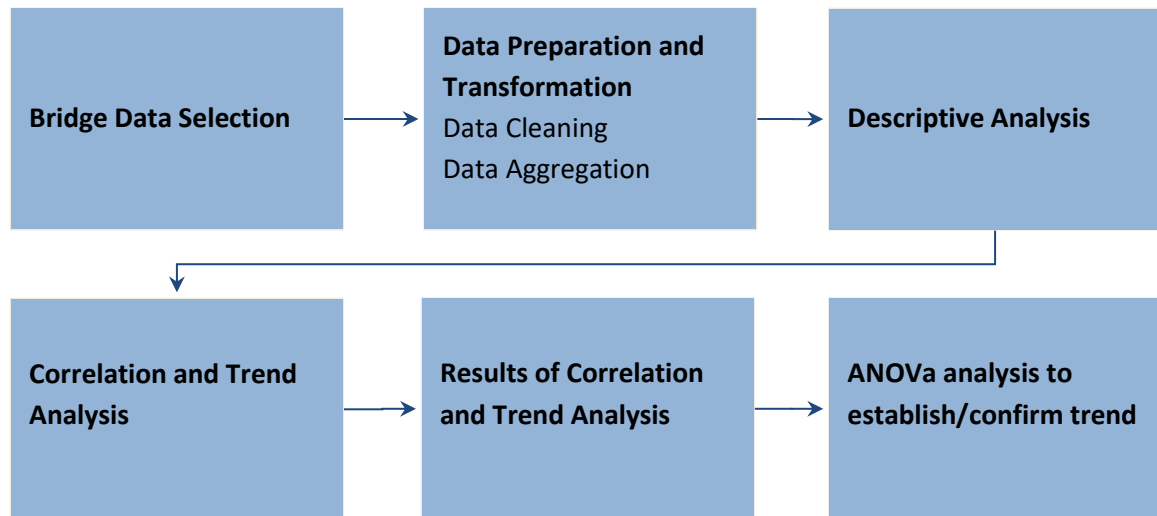 Bridge Data Selection
Data Preparation and
Transformation
Data Cleaning
Data Aggregation
Descriptive Analysis
Correlation and Trend
Analysis
Results of Correlation
and Trend Analysis
ANOVa analysis to
establish/confirm trend